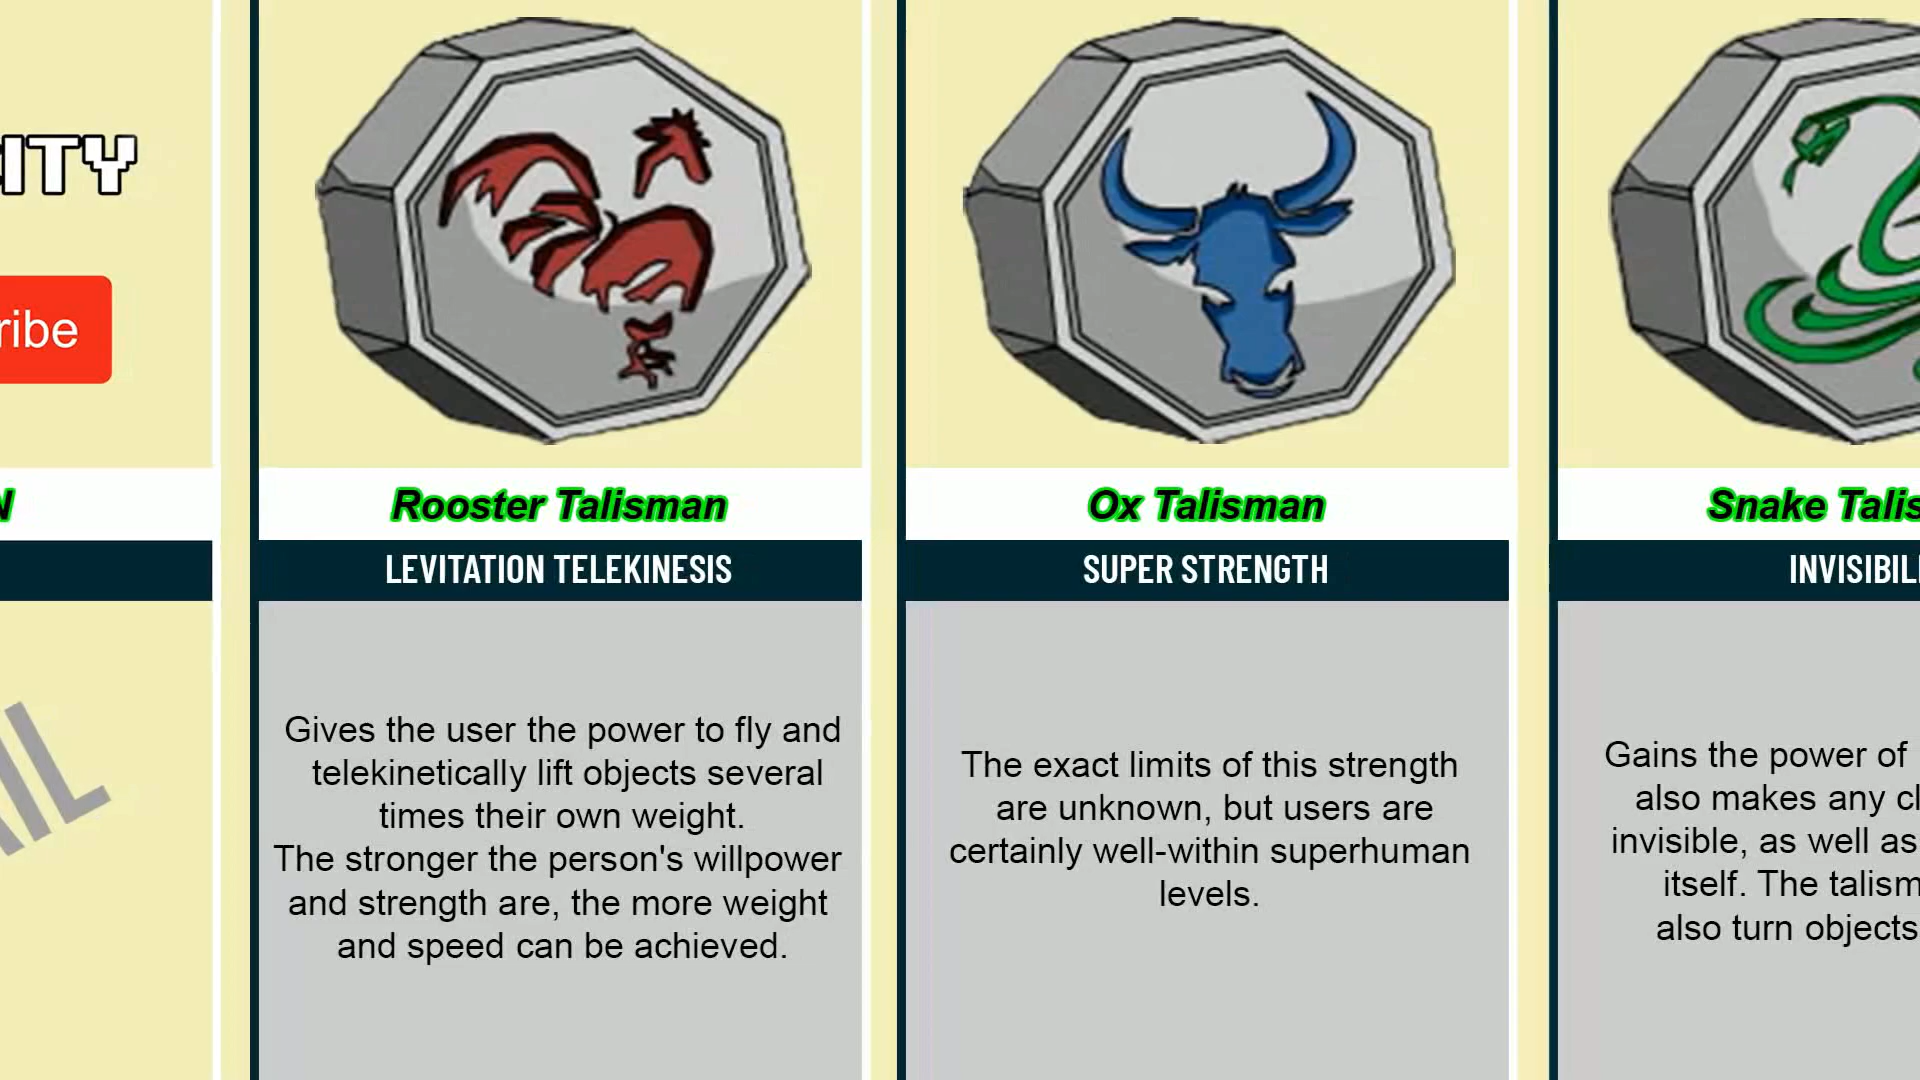 ITY
ribe
N
AIL
Rooster Talisman
LEVITATION TELEKINESIS
Gives the user the power to fly and
telekinetically lift objects several
times their own weight.
The stronger the person's willpower
and strength are, the more weight
and speed can be achieved.
Ox Talisman
SUPER STRENGTH
The exact limits of this strength
are unknown, but users are
certainly well-within superhuman
levels.
Snake Talis
INVISIBIL
Gains the power of
also makes any cl
invisible, as well as
itself. The talism
also turn objects